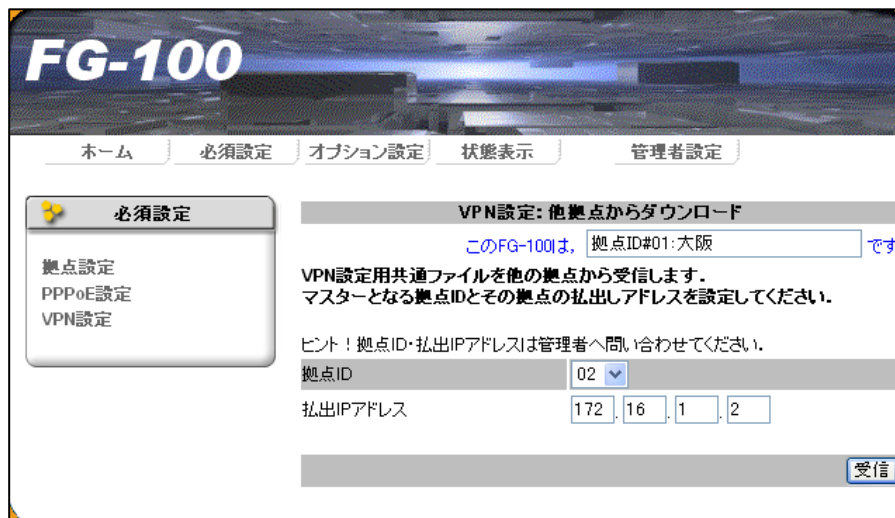 FG-100
ホーム 必須設定 オプション設定 状態表示 管理者設定
必須設定
拠点設定
PPPoE設定
VPN設定
VPN設定：他拠点からダウンロード
このFG-100は， 拠点ID#01：大阪 です
VPN設定用共通ファイルを他の拠点から受信します．
マスターとなる拠点IDとその拠点の払出しアドレスを設定してください．
ヒント！拠点ID・払出IPアドレスは管理者へ問い合わせてください．
拠点ID 02
払出IPアドレス 172 . 16 . 1 . 2
受信